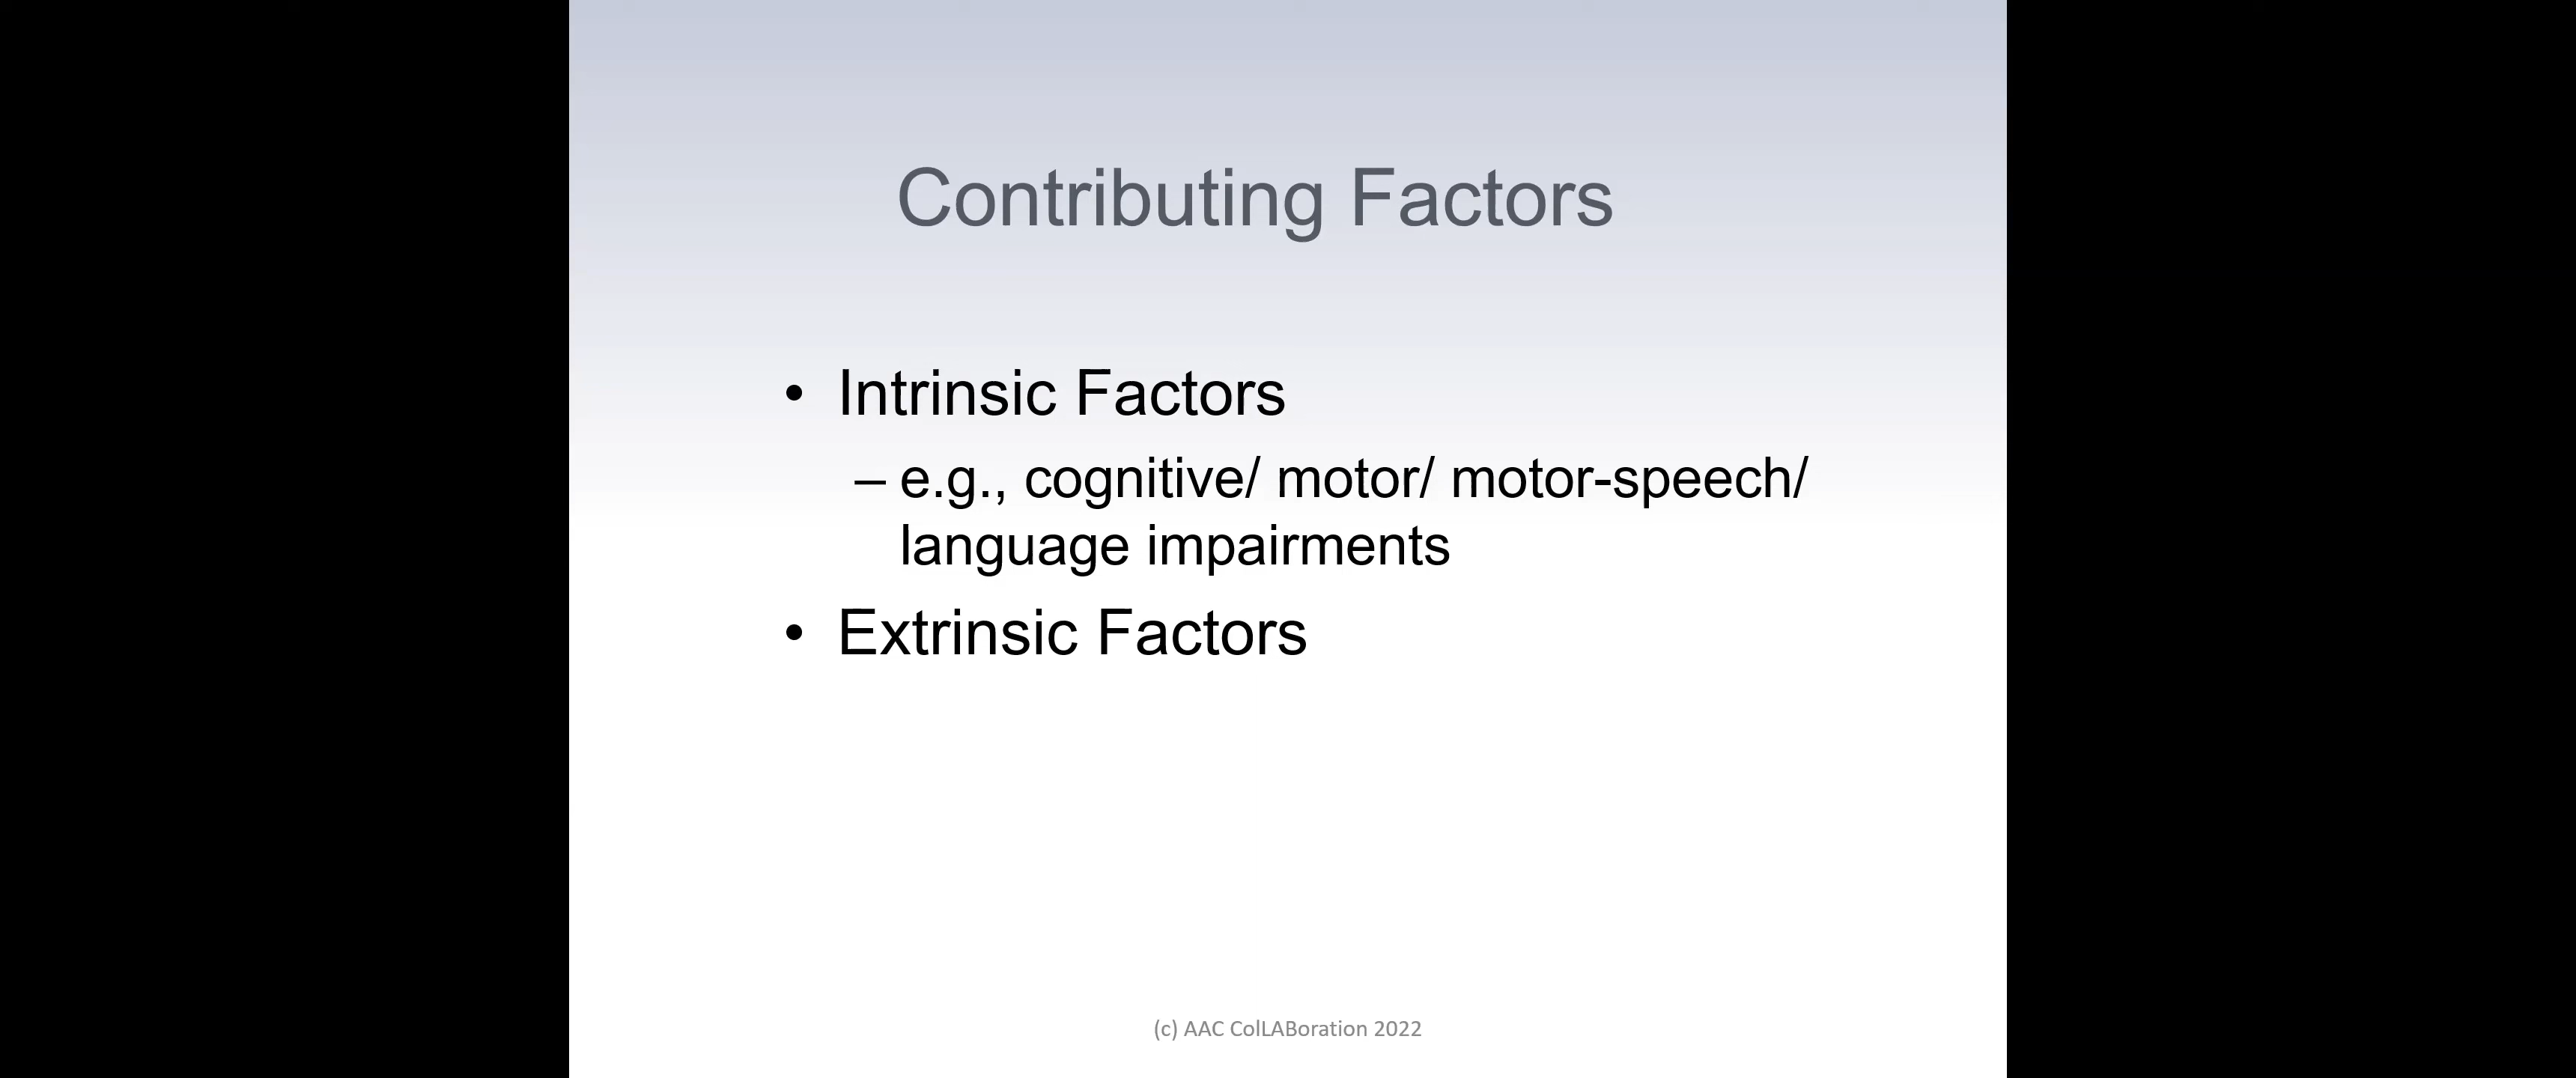 Contributing Factors
• Intrinsic Factors
– e.g., cognitive/ motor/ motor-speech/
language impairments
• Extrinsic Factors
(c) AAC ColLABoration 2022